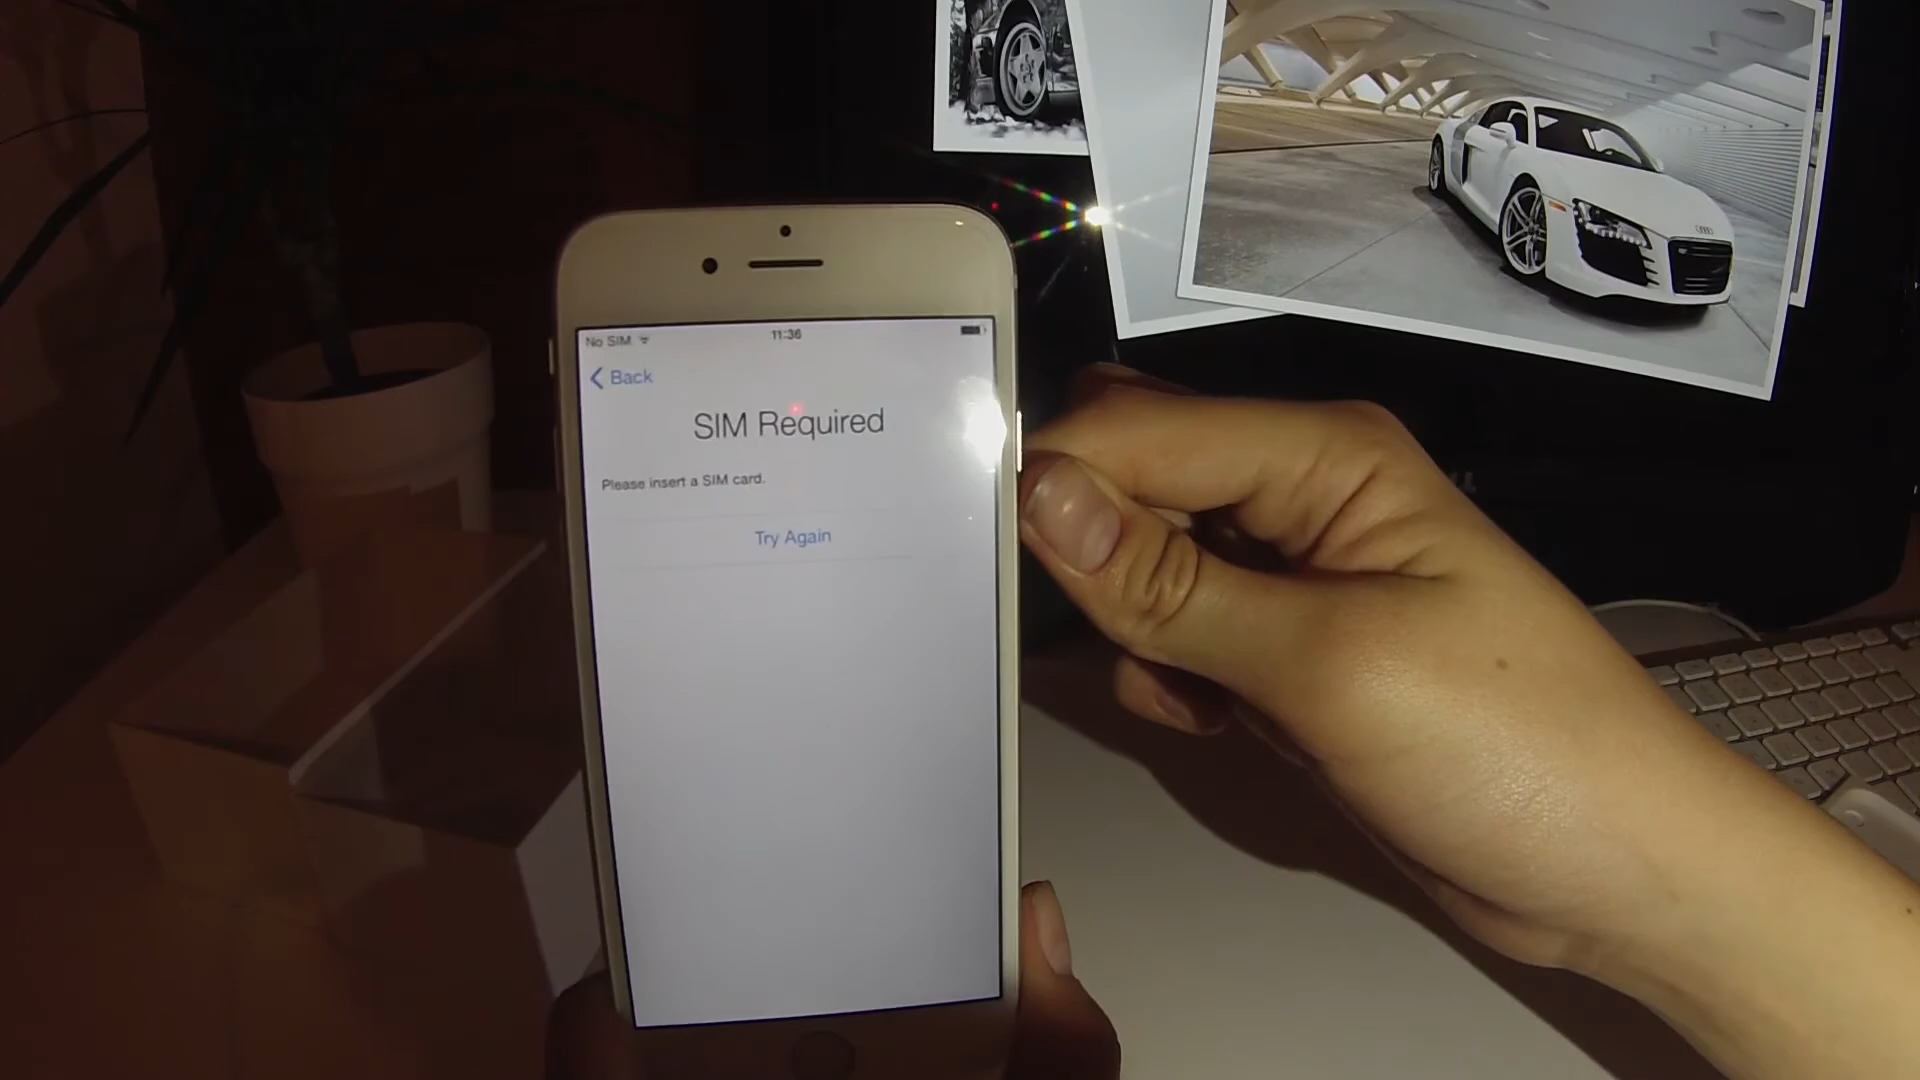 No SIM
11:36
Back
SIM Required
Please insert a SIM card.
Try Again